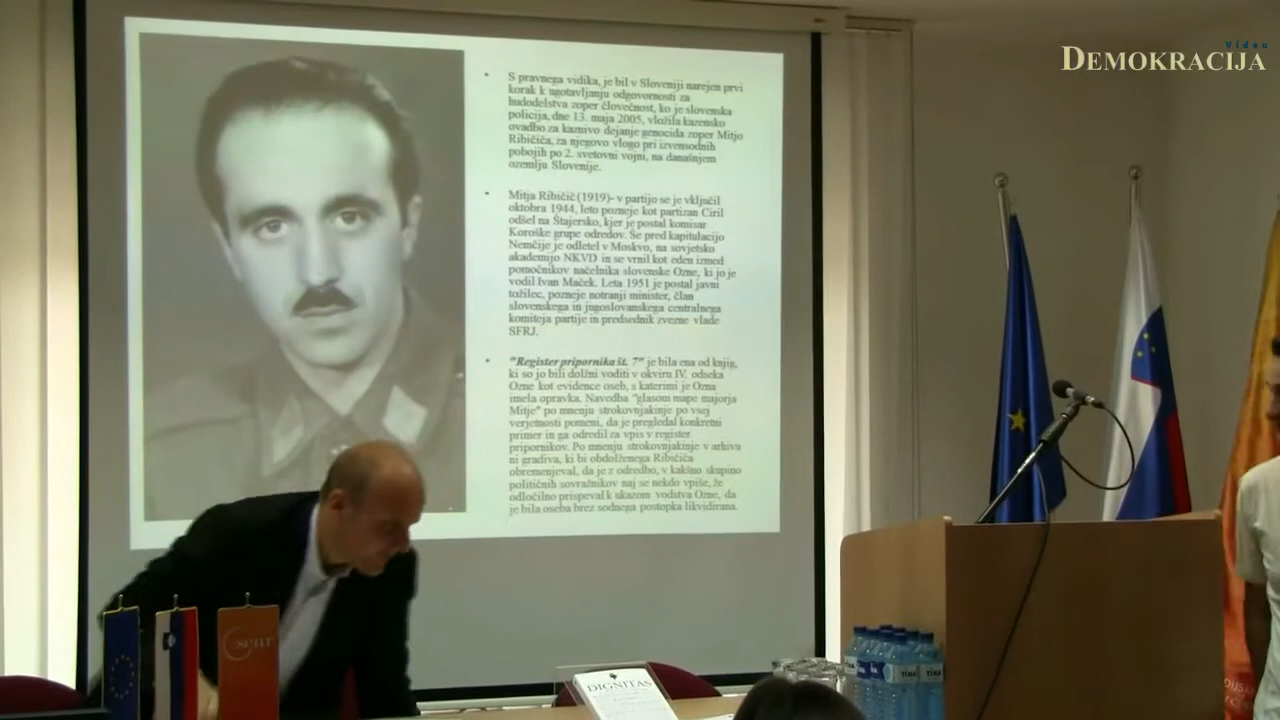 Video
DEMOKRACIJA
S pravnega vidika, je bil v Sloveniji narejen prvi
korak k ugotavljanju odgovornosti za
hudodelstva zoper človečnost, ko je slovenska
policija, dne 13. maja 2005, vložila kazensko
ovadbo za kaznivo dejanje genocida zoper Mitjo
Ribičiča, za njegovo vlogo pri izvensodnih
pobojih po 2. svetovni vojni, na današnjem
ozemlju Slovenije.
Mitja Ribičič (1919)- v partijo se je vključil
oktobra 1944, leto pozneje kot partizan Ciril
odšel na Štajersko, kjer je postal komisar
Koroške grupe odredov. Še pred kapitulacijo
Nemčije je odletel v Moskvo, na sovjetsko
akademijo NKVD in se vrnil kot eden izmed
pomočnikov načelnika slovenske Ozne, ki jo je
vodil Ivan Maček. Leta 1951 je postal javni
tožilec, pozneje notranji minister, član
slovenskega in jugoslovanskega centralnega
komiteja partije in predsednik zvezne vlade
SFRJ.
"Register pripornika št. 7" je bila ena od knjig,
ki so jo bili dolžni voditi v okviru IV. odseka
Ozne kot evidence oseb, s katerimi je Ozna
imela opravka. Navedba "glasom mape majorja
Mitje" po mnenju strokovnjakinje po vsej
verjetnosti pomeni, da je pregledal konkretni
primer in ga odredil za vpis v register
pripornikov. Po mnenju strokovnjakinje v arhivu
ni gradiva, ki bi obdolženega Ribičiča
obremenjeval, da je z odredbo, v kakšno skupino
političnih sovražnikov naj se nekdo vpiše, že
odločilno prispeval k ukazom vodstva Ozne, da
je bila oseba brez sodnega postopka likvidirana.
scnr
DIGNITAS
TIHA